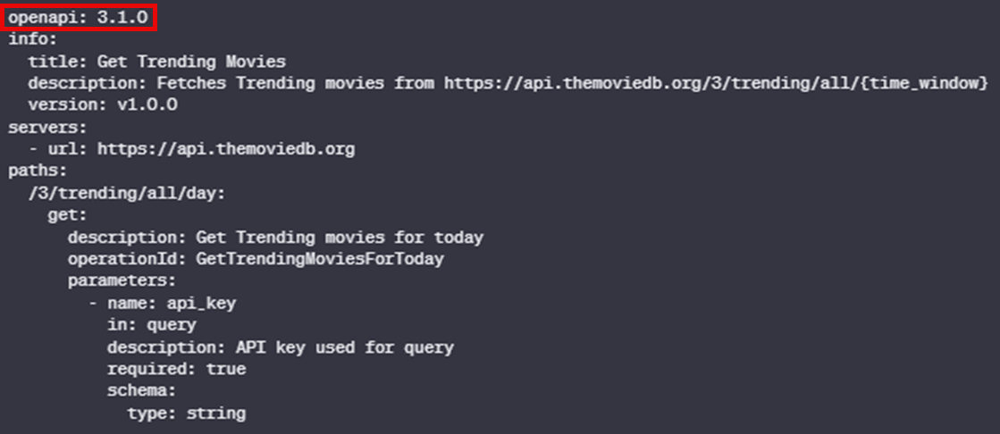 openapi: 3.1.0
info:
  title: Get Trending Movies
  description: Fetches Trending movies from https://api.themoviedb.org/3/trending/all/{time_window}
  version: v1.0.0
servers:
  - url: https://api.themoviedb.org
paths:
  /3/trending/all/day:
    get:
      description: Get Trending movies for today
      operationId: GetTrendingMoviesForToday
      parameters:
        - name: api_key
          in: query
          description: API key used for query
          required: true
          schema:
            type: string